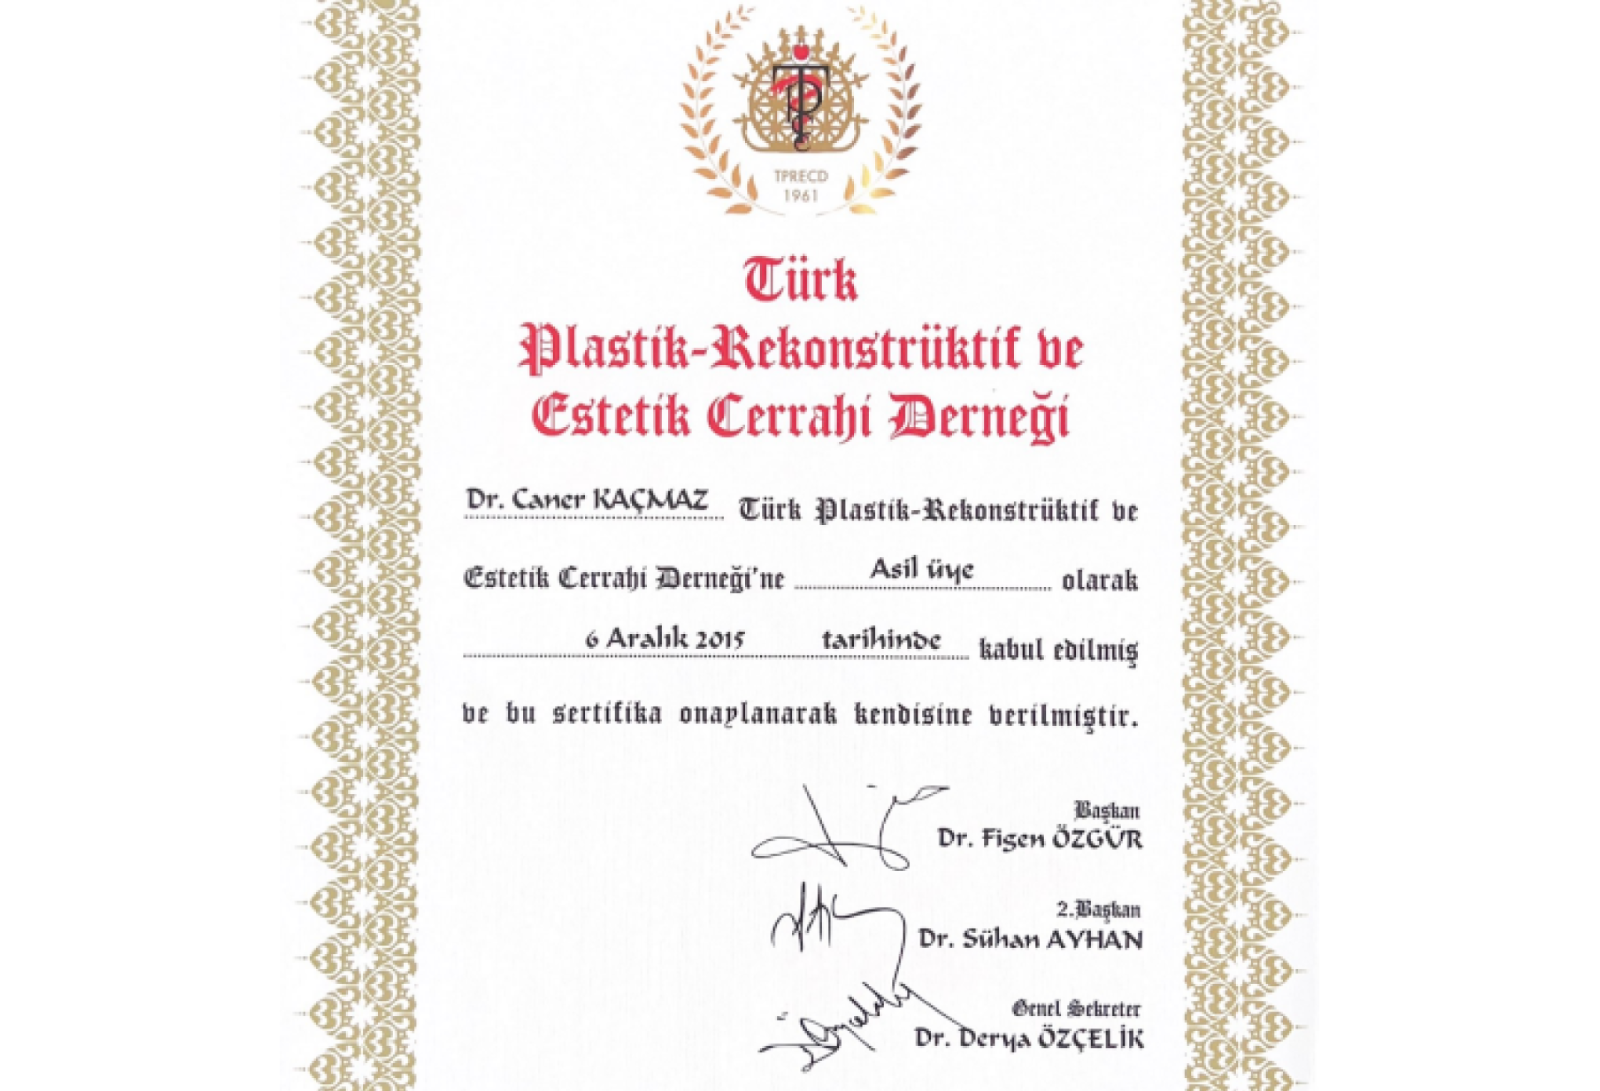 TPRECD
1961
Türk
Plastik-Rekonstrüktif ve
Estetik Cerrahi Derneği
Dr. Caner KAÇMAZ Türk Plastik-Rekonstrüktif ve
Estetik Cerrahi Derneği'ne Asil üye olarak
6 Aralık 2015 tarihinde kabul edilmiş
ve bu sertifika onaylanarak kendisine verilmiştir.
Başkan
Dr. Figen ÖZGÜR
2.Başkan
Dr. Sühan AYHAN
Genel Sekreter
Dr. Derya ÖZÇELİK